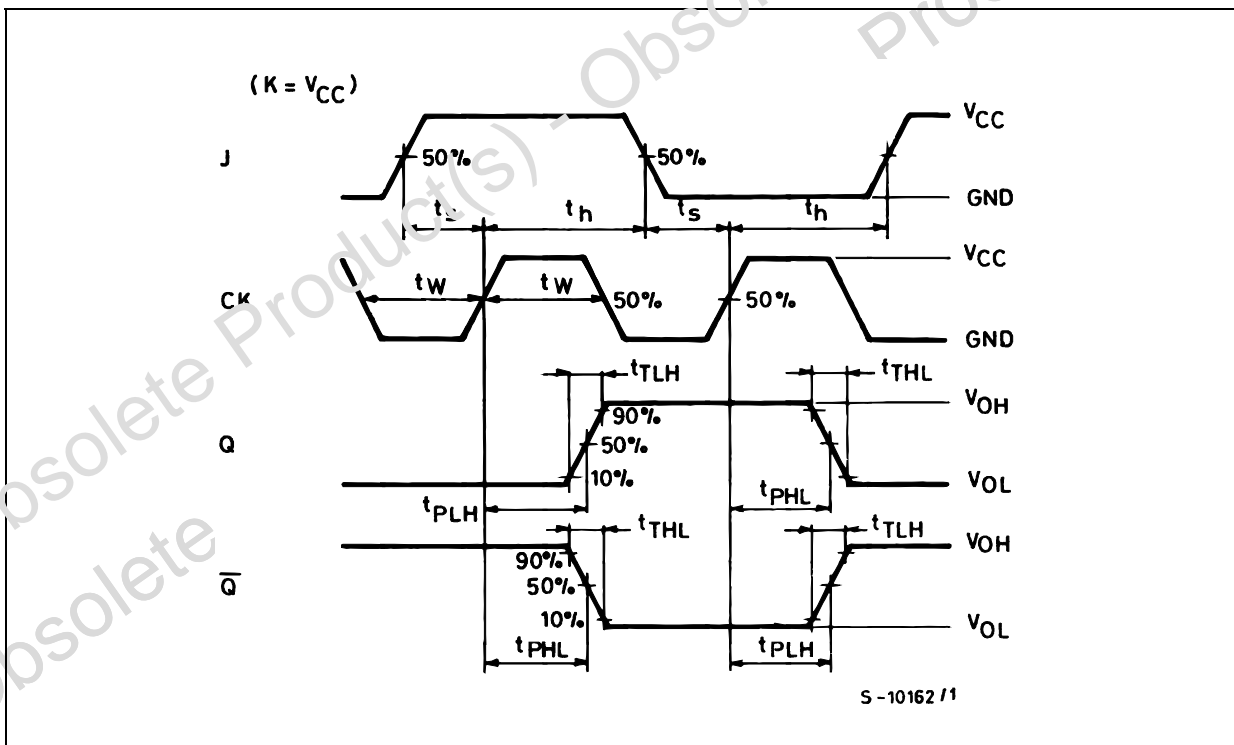 Obsolete Product(s) - Obsolete Product(s)
(K = VCC)
J
50%
50%
VCC
GND
ts
th
ts
th
CK
tW
tW
50%
50%
VCC
GND
tTLH
tTHL
Q
90%
50%
10%
VOH
VOL
tPLH
tPHL
tTHL
tTLH
Q̅
90%
50%
10%
VOH
VOL
tPHL
tPLH
S-10162/1